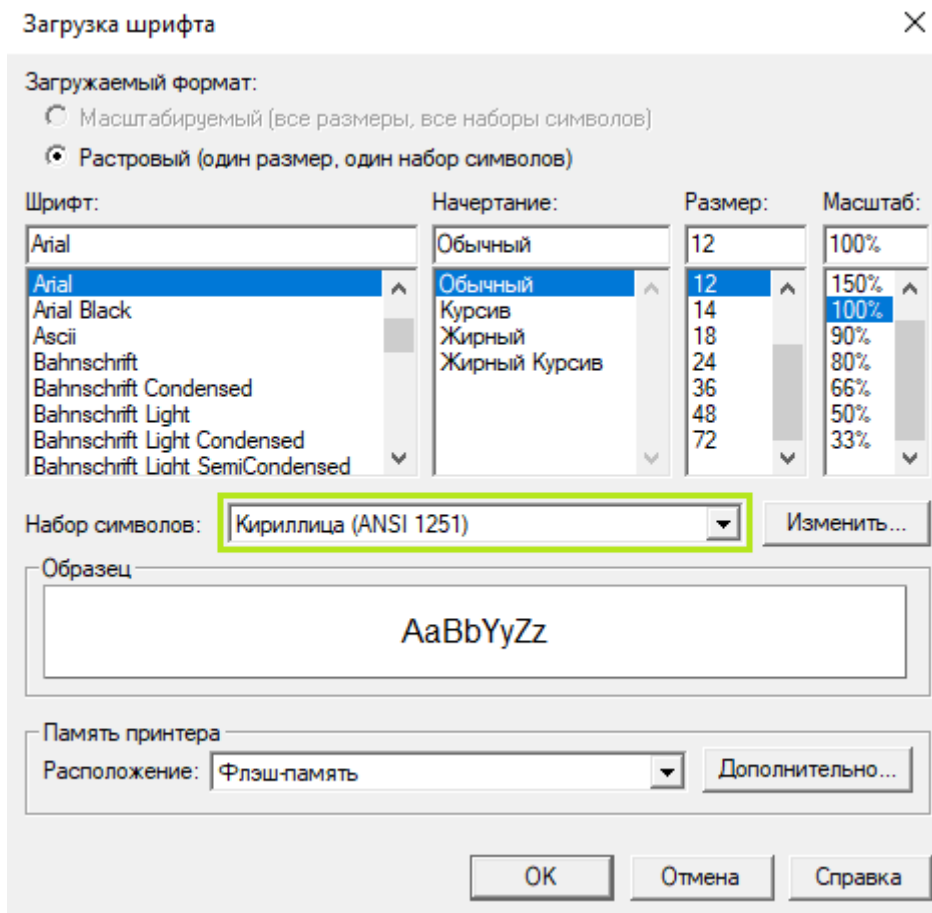 Загрузка шрифта
Загружаемый формат:
Масштабируемый (все размеры, все наборы символов)
Растровый (один размер, один набор символов)
Шрифт:
Arial
Arial
Arial Black
Ascii
Bahnschrift
Bahnschrift Condensed
Bahnschrift Light
Bahnschrift Light Condensed
Bahnschrift Light SemiCondensed
Начертание:
Обычный
Обычный
Курсив
Жирный
Жирный Курсив
Размер:
12
12
14
18
24
36
48
72
Масштаб:
100%
150%
100%
90%
80%
66%
50%
33%
Набор символов:
Кириллица (ANSI 1251)
Изменить...
Образец
AaBbYyZz
Память принтера
Расположение:
Флэш-память
Дополнительно...
OK
Отмена
Справка